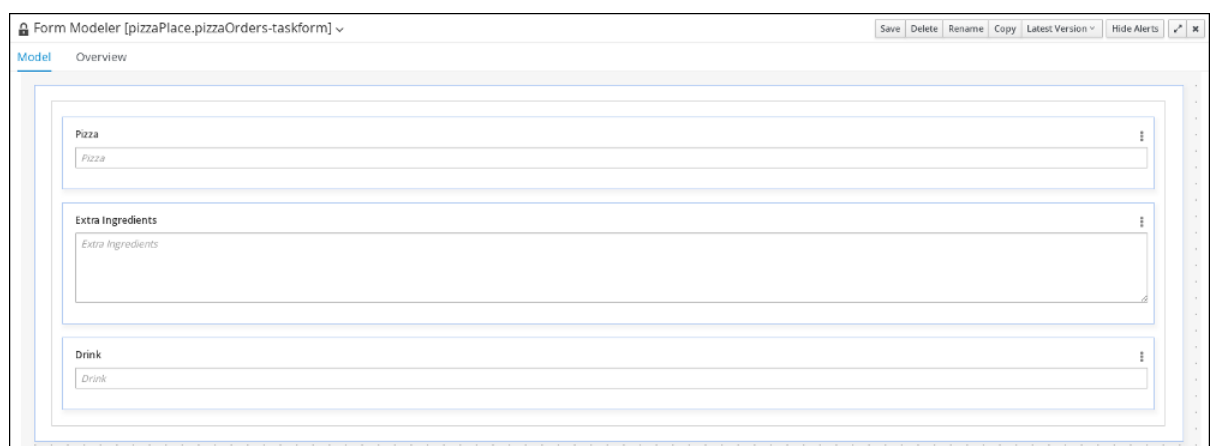 Form Modeler [pizzaPlace.pizzaOrders-taskform]
Save Delete Rename Copy Latest Version Hide Alerts
Model Overview
Pizza
Pizza
Extra Ingredients
Extra Ingredients
Drink
Drink